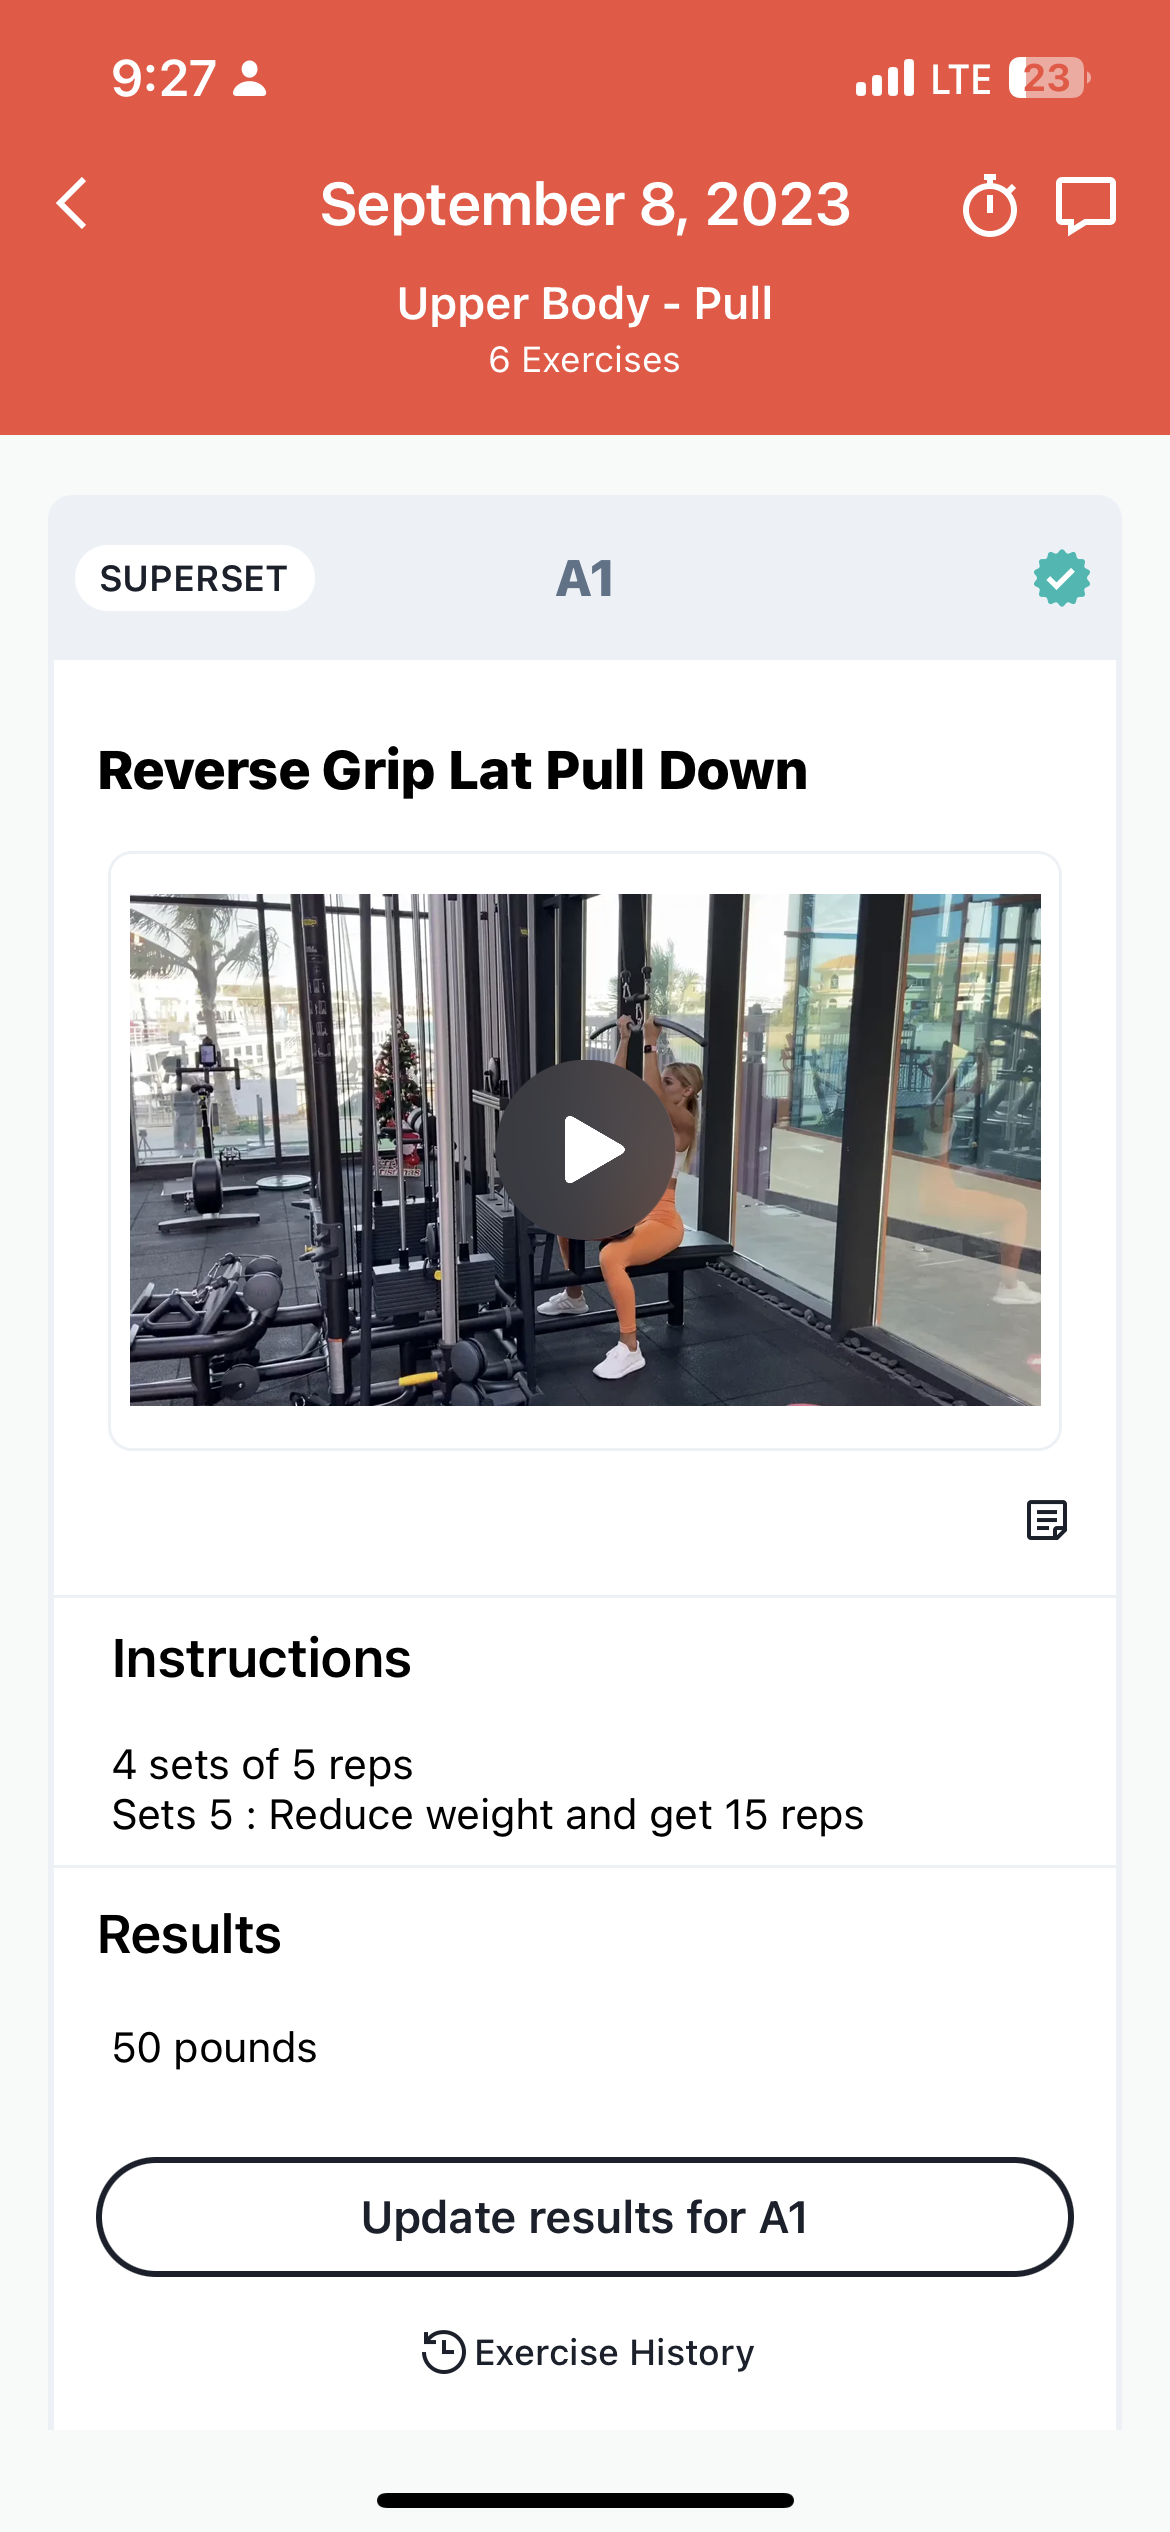 9:27
LTE
23
September 8, 2023
Upper Body - Pull
6 Exercises
SUPERSET
A1
Reverse Grip Lat Pull Down
Instructions
4 sets of 5 reps
Sets 5 : Reduce weight and get 15 reps
Results
50 pounds
Update results for A1
Exercise History